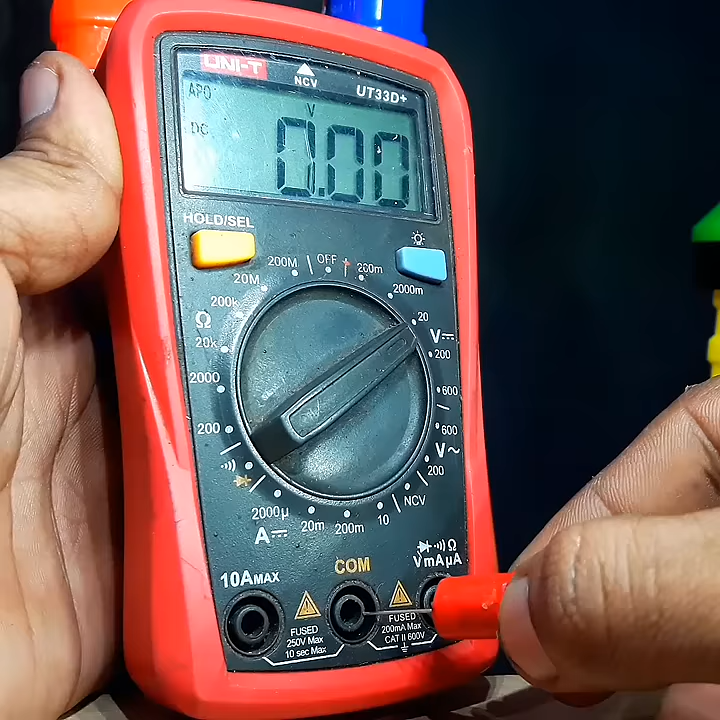 UNI-T
NCV
UT33D+
APO
V
DC
0.00
HOLD/SEL
OFF
200M
20M
200k
Ω
20k
2000
200
200m
2000m
20
V
200
600
600
V~
200
NCV
10
200m
20m
2000µ
A
COM
10AMAX
Ω
VmAµA
FUSED
250V Max
10 sec Max
FUSED
200mA Max
CAT II 600V